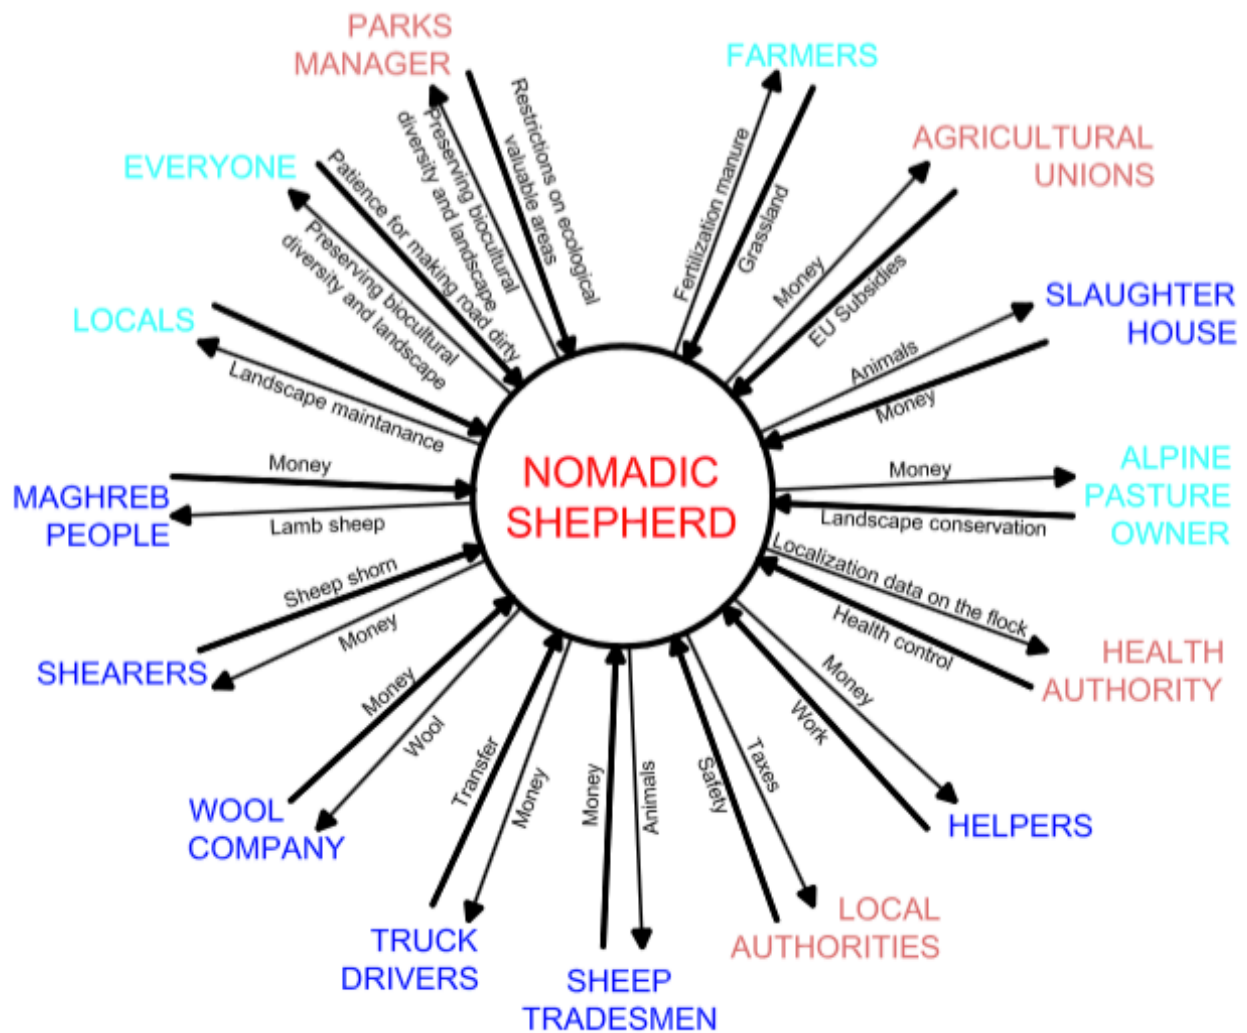 PARKS
MANAGER
Preserving biocultural
diversity and landscape
Restrictions on ecological
valuable areas
FARMERS
Fertilization manure
Grassland
AGRICULTURAL
UNIONS
Money
EU Subsidies
SLAUGHTER
HOUSE
Animals
Money
ALPINE
PASTURE
OWNER
Money
Landscape conservation
HEALTH
AUTHORITY
Localization data on the flock
Health control
HELPERS
Money
Work
LOCAL
AUTHORITIES
Taxes
Safety
SHEEP
TRADESMEN
Money
Animals
TRUCK
DRIVERS
Transfer
Money
WOOL
COMPANY
Money
Wool
SHEARERS
Sheep shorn
Money
MAGHREB
PEOPLE
Money
Lamb sheep
LOCALS
Landscape maintanance
EVERYONE
Patience for making road dirty
Preserving biocultural
diversity and landscape
NOMADIC
SHEPHERD